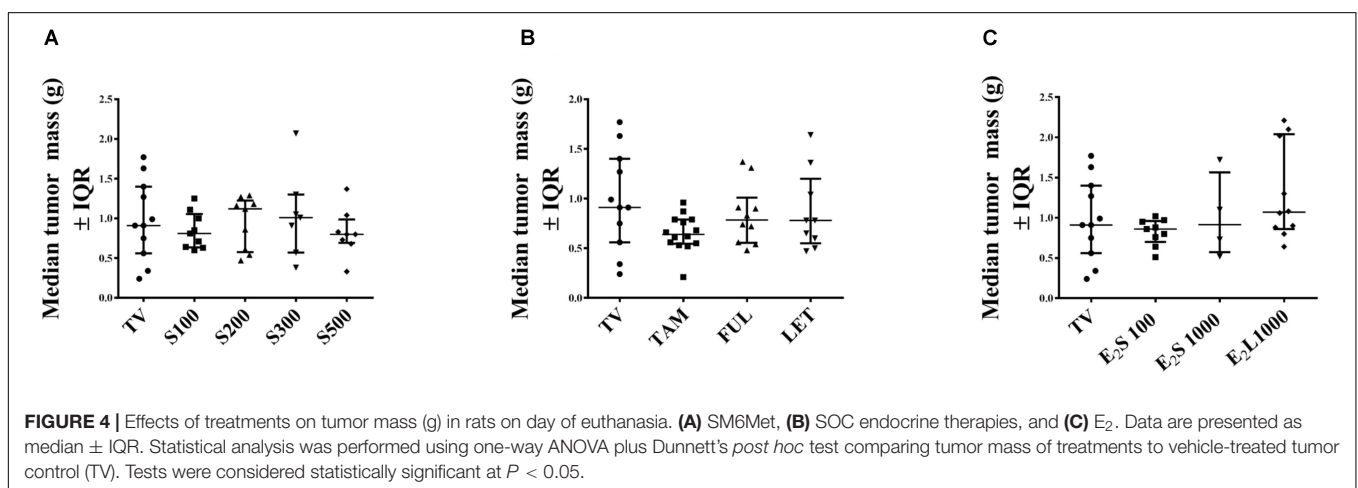 A
Median tumor mass (g)
± IQR
2.5
2.0
1.5
1.0
0.5
0.0
TV
S100
S200
S300
S500
B
Median tumor mass (g)
± IQR
2.0
1.5
1.0
0.5
0.0
TV
TAM
FUL
LET
C
Median tumor mass (g)
± IQR
2.5
2.0
1.5
1.0
0.5
0.0
TV
E₂S 100
E₂S 1000
E₂L1000
FIGURE 4 | Effects of treatments on tumor mass (g) in rats on day of euthanasia. (A) SM6Met, (B) SOC endocrine therapies, and (C) E₂. Data are presented as
median ± IQR. Statistical analysis was performed using one-way ANOVA plus Dunnett's post hoc test comparing tumor mass of treatments to vehicle-treated tumor
control (TV). Tests were considered statistically significant at P < 0.05.